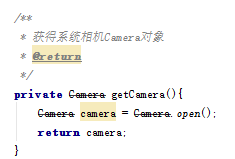 /**
 * 获得系统相机Camera对象
 * @return
 */
private Camera getCamera(){
    Camera camera = Camera.open();
    return camera;
}